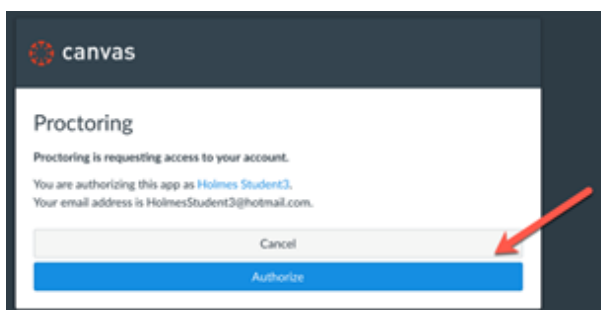 canvas
Proctoring
Proctoring is requesting access to your account.
You are authorizing this app as Holmes Student3.
Your email address is HolmesStudent3@hotmail.com.
Cancel
Authorize